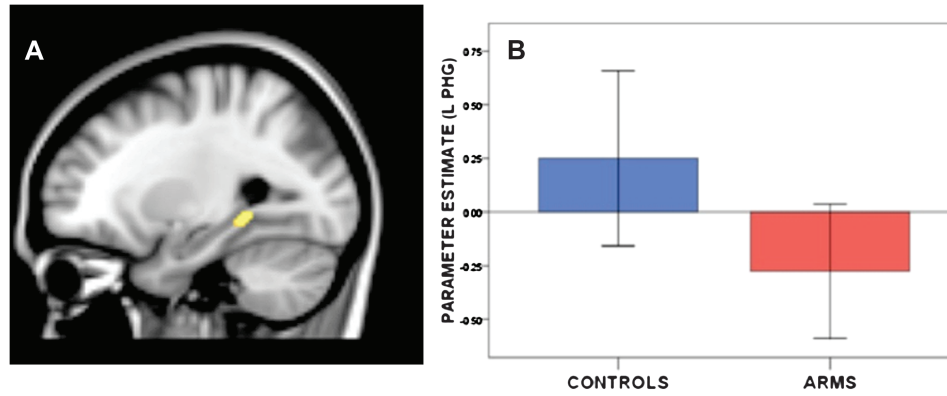 A
B
PARAMETER ESTIMATE (L PHG)
0.75
0.50
0.25
0.00
-0.25
-0.50
CONTROLS
ARMS